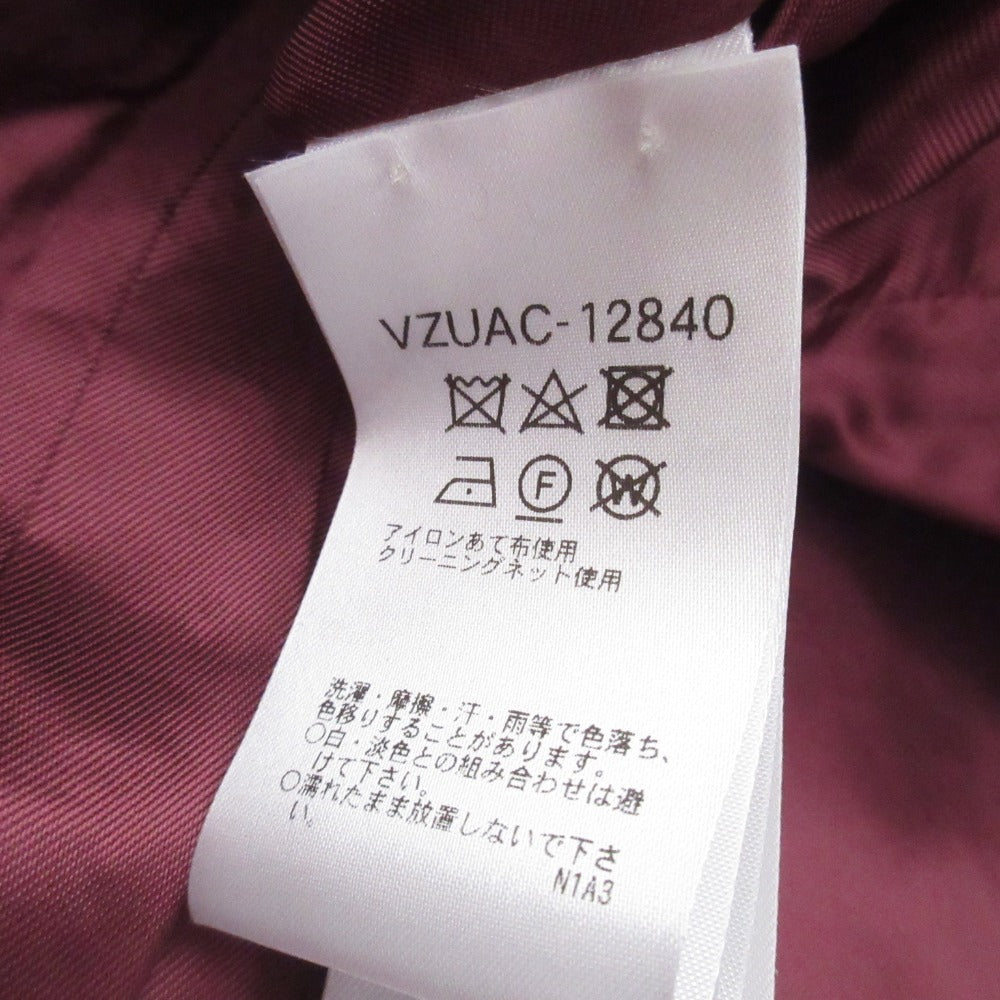 VZUAC-12840
F
W
アイロンあて布使用
クリーニングネット使用
洗濯・摩擦・汗・雨等で色落ち、
色移りすることがあります。
○白・淡色との組み合わせは避
けて下さい。
○濡れたまま放置しないで下さ
い。
N1A3